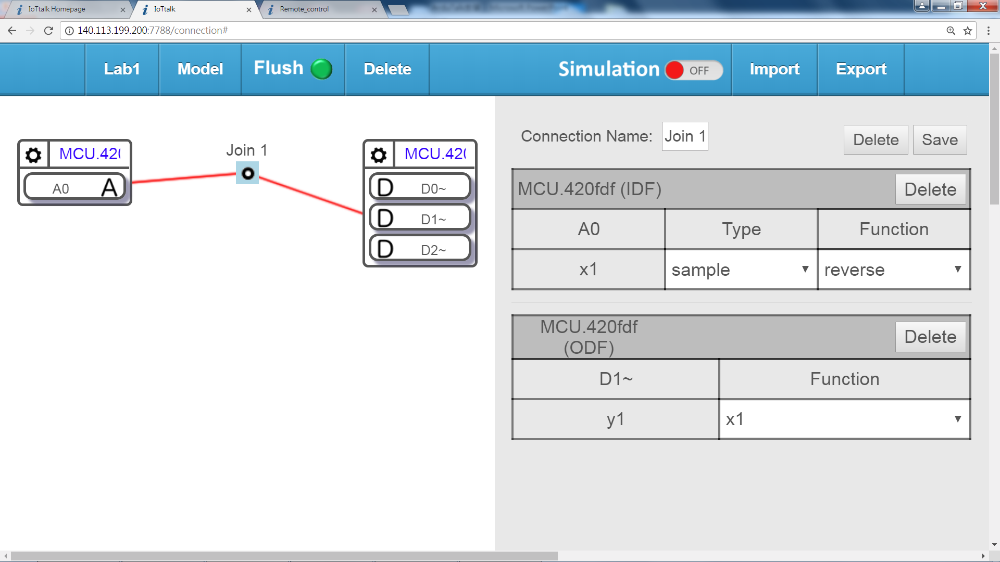 IoTtalk Homepage
IoTtalk
Remote_control
140.113.199.200:7788/connection#
Lab1
Model
Flush
Delete
Simulation
OFF
Import
Export
MCU.420
A0
A
Join 1
MCU.420
D
D0~
D
D1~
D
D2~
Connection Name:
Join 1
Delete
Save
MCU.420fdf (IDF)
Delete
A0
Type
Function
x1
sample
reverse
MCU.420fdf
(ODF)
Delete
D1~
Function
y1
x1